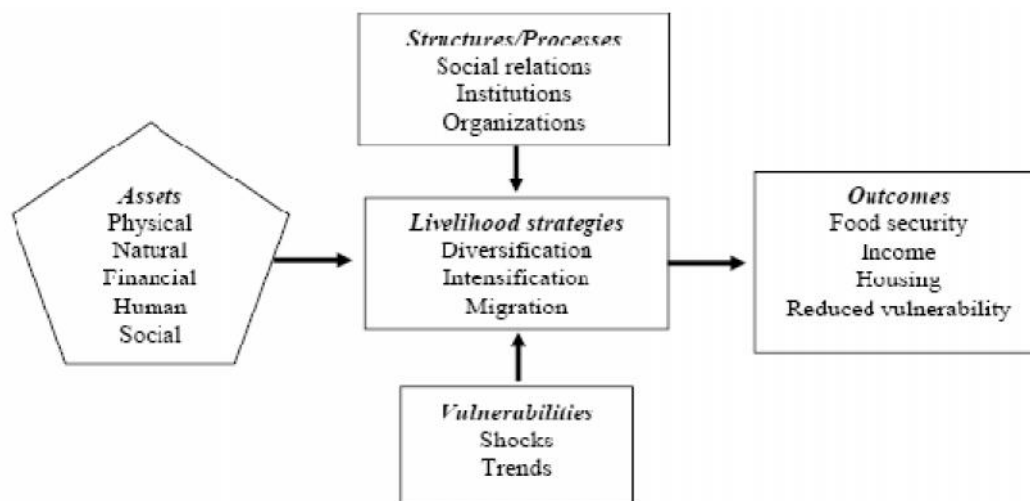 Structures/Processes
Social relations
Institutions
Organizations
Assets
Physical
Natural
Financial
Human
Social
Livelihood strategies
Diversification
Intensification
Migration
Outcomes
Food security
Income
Housing
Reduced vulnerability
Vulnerabilities
Shocks
Trends